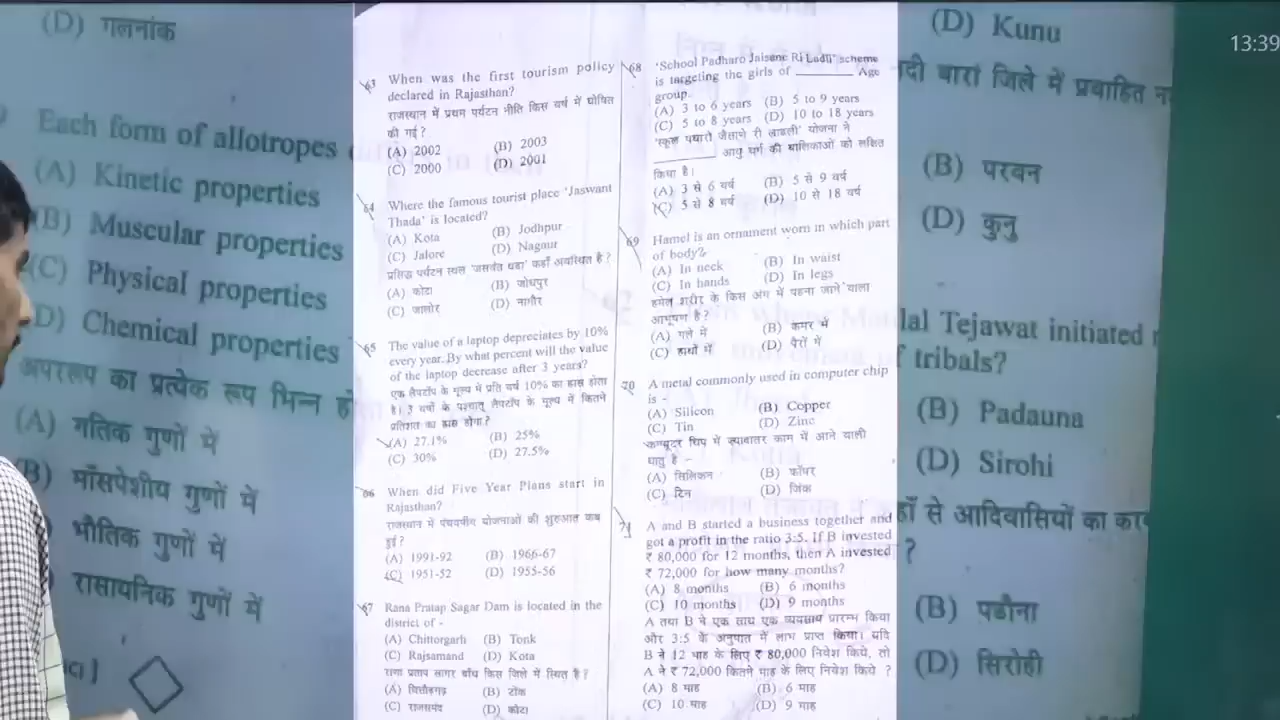 (D) गलनांक
Each form of allotropes
(A) Kinetic properties
(B) Muscular properties
(C) Physical properties
D) Chemical properties
अपररूप का प्रत्येक रूप भिन्न
(A) गतिक गुणों में
B) माँसपेशीय गुणों में
भौतिक गुणों में
रासायनिक गुणों में
63 When was the first tourism policy
declared in Rajasthan?
राजस्थान में प्रथम पर्यटन नीति किस वर्ष में घोषित
की गई?
(A) 2002 (B) 2003
(C) 2000 (D) 2001
64 Where the famous tourist place 'Jaswant
Thada' is located?
(A) Kota (B) Jodhpur
(C) Jalore (D) Nagaur
प्रसिद्ध पर्यटन स्थल 'जसवंत थडा' कहाँ अवस्थित है?
(A) कोटा (B) जोधपुर
(C) जालोर (D) नागौर
65 The value of a laptop depreciates by 10%
every year. By what percent will the value
of the laptop decrease after 3 years?
एक लैपटॉप के मूल्य में प्रति वर्ष 10% का ह्रास होता
है। 3 वर्षों के पश्चात् लैपटॉप के मूल्य में कितने
प्रतिशत का ह्रास होगा?
(A) 27.1% (B) 25%
(C) 30% (D) 27.5%
66 When did Five Year Plans start in
Rajasthan?
राजस्थान में पंचवर्षीय योजनाओं की शुरुआत कब
हुई?
(A) 1991-92 (B) 1966-67
(C) 1951-52 (D) 1955-56
67 Rana Pratap Sagar Dam is located in the
district of -
(A) Chittorgarh (B) Tonk
(C) Rajsamand (D) Kota
राणा प्रताप सागर बाँध किस जिले में स्थित है?
(A) चित्तौड़गढ़ (B) टोंक
(C) राजसमंद (D) कोटा
68 'School Padharo Jaisane Ri Ladli' scheme
is targeting the girls of ________ Age
group.
(A) 3 to 6 years (B) 5 to 9 years
(C) 5 to 8 years (D) 10 to 18 years
'स्कूल पधारो जैसाणे री लाडली' योजना ने
________ आयु वर्ग की बालिकाओं को लक्षित
किया है।
(A) 3 से 6 वर्ष (B) 5 से 9 वर्ष
(C) 5 से 8 वर्ष (D) 10 से 18 वर्ष
69 Hamel is an ornament worn in which part
of body?
(A) In neck (B) In waist
(C) In hands (D) In legs
हमेल शरीर के किस अंग में पहना जाने वाला
आभूषण है?
(A) गले में (B) कमर में
(C) हाथों में (D) पैरों में
70 A metal commonly used in computer chip
is -
(A) Silicon (B) Copper
(C) Tin (D) Zinc
कम्प्यूटर चिप में ज़्यादातर काम में आने वाली
धातु है -
(A) सिलिकन (B) कॉपर
(C) टिन (D) जिंक
71 A and B started a business together and
got a profit in the ratio 3:5. If B invested
₹ 80,000 for 12 months, then A invested
₹ 72,000 for how many months?
(A) 8 months (B) 6 months
(C) 10 months (D) 9 months
A तथा B ने एक साथ एक व्यवसाय प्रारम्भ किया
और 3:5 के अनुपात में लाभ प्राप्त किया। यदि
B ने 12 माह के लिए ₹ 80,000 निवेश किये, तो
A ने ₹ 72,000 कितने माह के लिए निवेश किये ?
(A) 8 माह (B) 6 माह
(C) 10 माह (D) 9 माह
13:39
(D) Kunu
दी बारां जिले में प्रवाहित
(B) परवन
(D) कुनु
lal Tejawat initiated
f tribals?
(B) Padauna
(D) Sirohi
हाँ से आदिवासियों का
?
(B) पडौना
(D) सिरोही